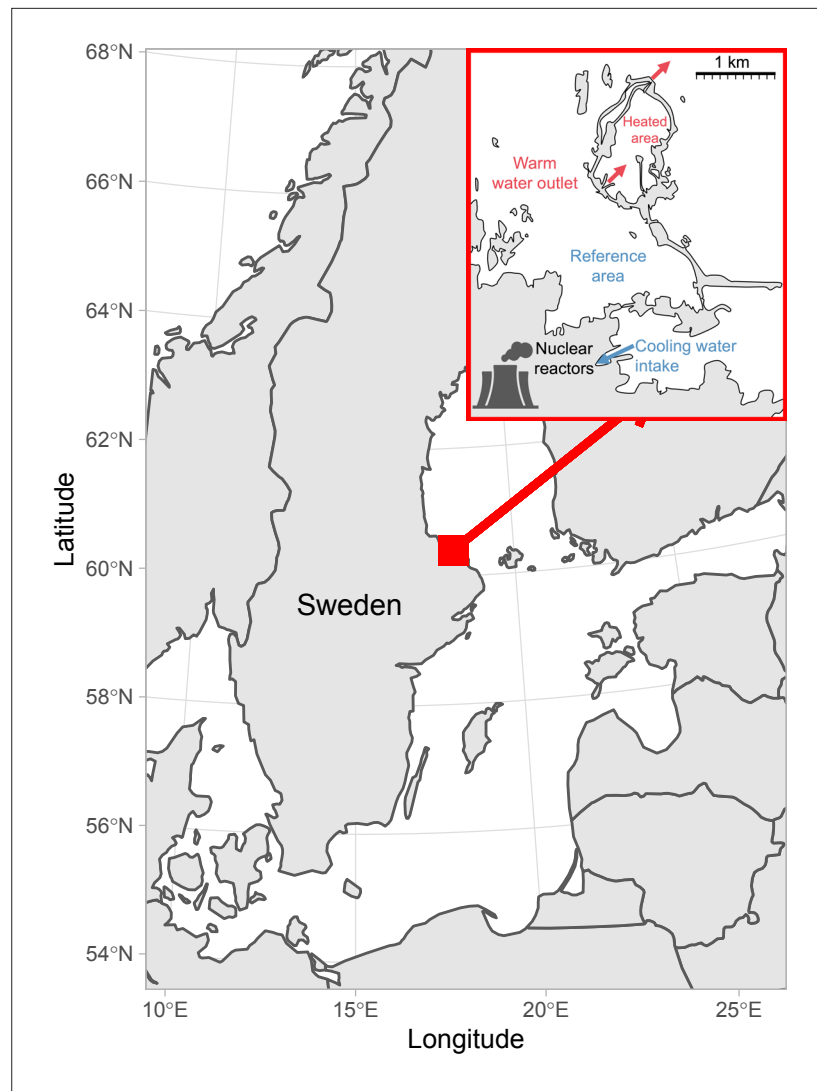 68°N
66°N
64°N
62°N
60°N
58°N
56°N
54°N
Latitude
1 km
Heated
area
Warm
water outlet
Reference
area
Nuclear
reactors
Cooling water
intake
Sweden
10°E
15°E
20°E
25°E
Longitude